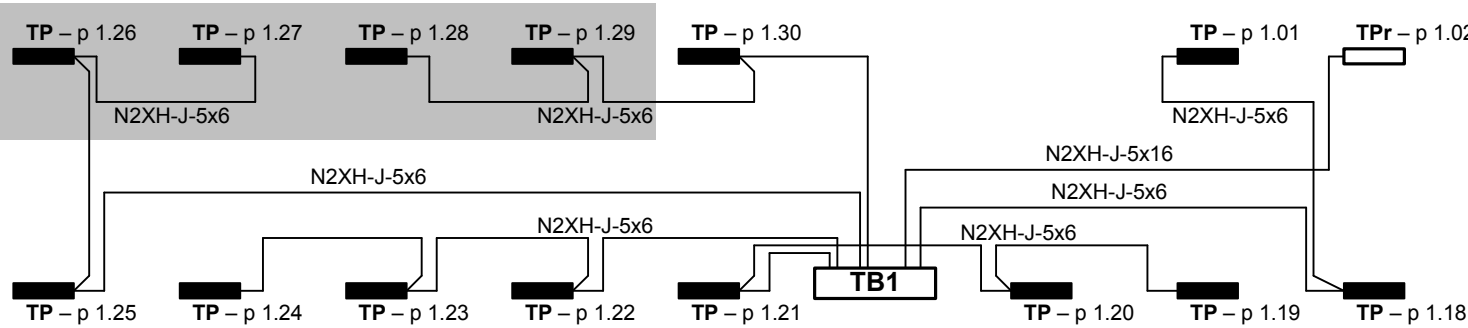 TP – p 1.26 TP – p 1.27 TP – p 1.28 TP – p 1.29 TP – p 1.30 TP – p 1.01 TPr – p 1.02
N2XH-J-5x6 N2XH-J-5x6 N2XH-J-5x6
N2XH-J-5x16
N2XH-J-5x6 N2XH-J-5x6
N2XH-J-5x6 N2XH-J-5x6
TB1
TP – p 1.25 TP – p 1.24 TP – p 1.23 TP – p 1.22 TP – p 1.21 TP – p 1.20 TP – p 1.19 TP – p 1.18